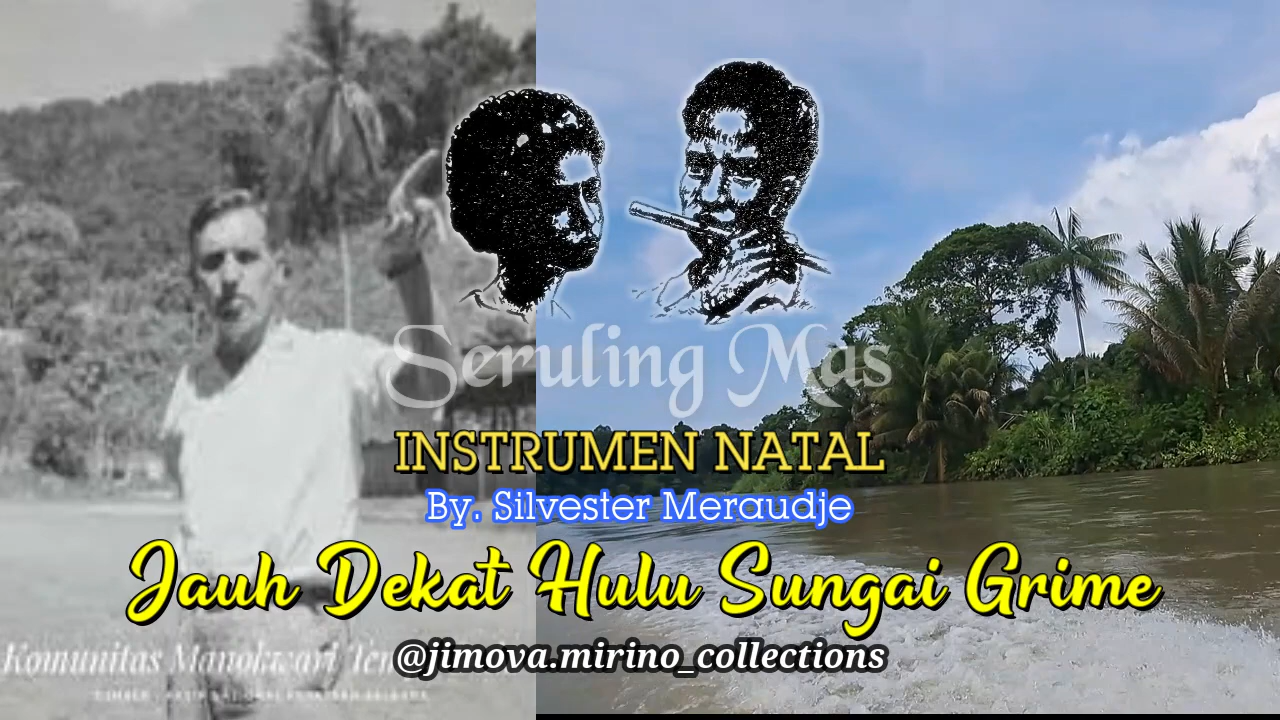 Seruling Mas
INSTRUMEN NATAL
By. Silvester Meraudje
Jauh Dekat Hulu Sungai Grime
Komunitas Manokwari
@jimova.mirino_collections